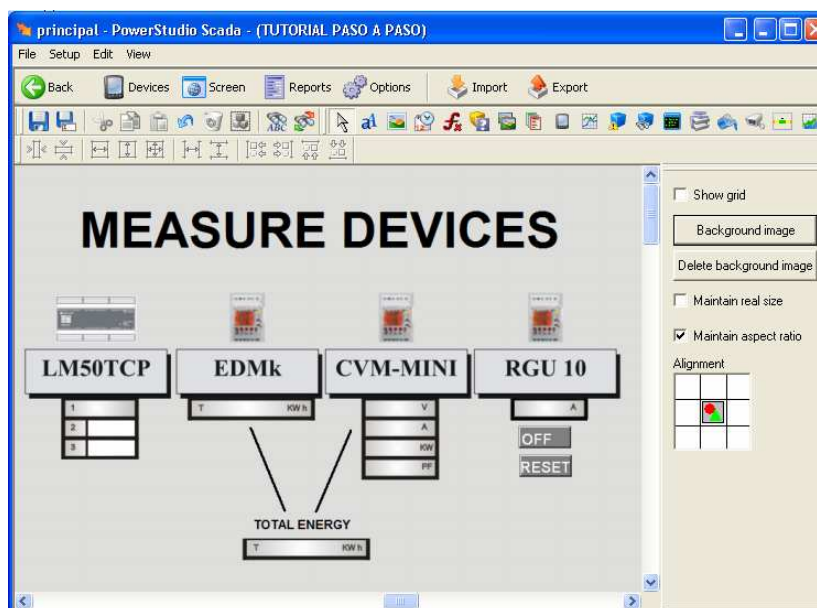 principal - PowerStudio Scada - (TUTORIAL PASO A PASO)
File Setup Edit View
Back Devices Screen Reports Options Import Export
Show grid
Background image
Delete background image
Maintain real size
Maintain aspect ratio
Alignment
MEASURE DEVICES
LM50TCP EDMk CVM-MINI RGU 10
1 T KW h V A
2 A OFF
3 KW
PF RESET
TOTAL ENERGY
T KW h